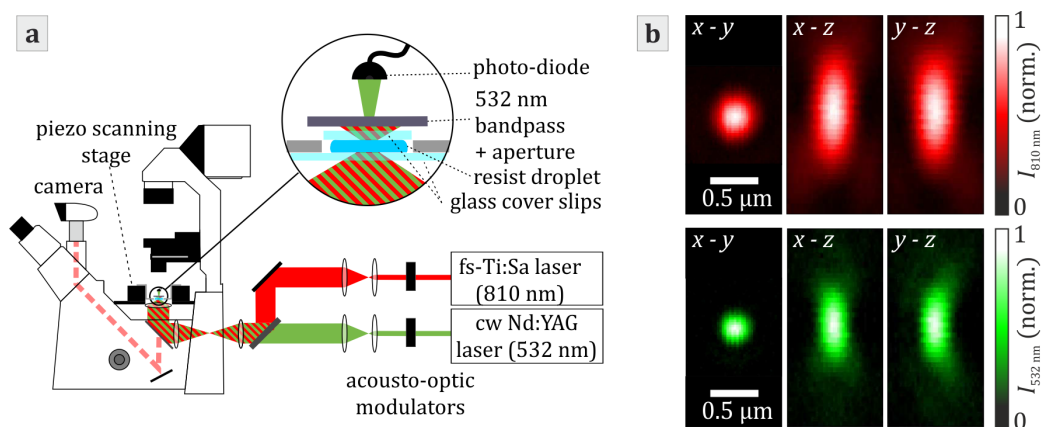 a
photo-diode
532 nm
bandpass
+ aperture
resist droplet
glass cover slips
piezo scanning
stage
camera
fs-Ti:Sa laser
(810 nm)
cw Nd:YAG
laser (532 nm)
acousto-optic
modulators
b
x - y
x - z
y - z
0.5 µm
1
I810 nm (norm.)
0
x - y
x - z
y - z
0.5 µm
1
I532 nm (norm.)
0